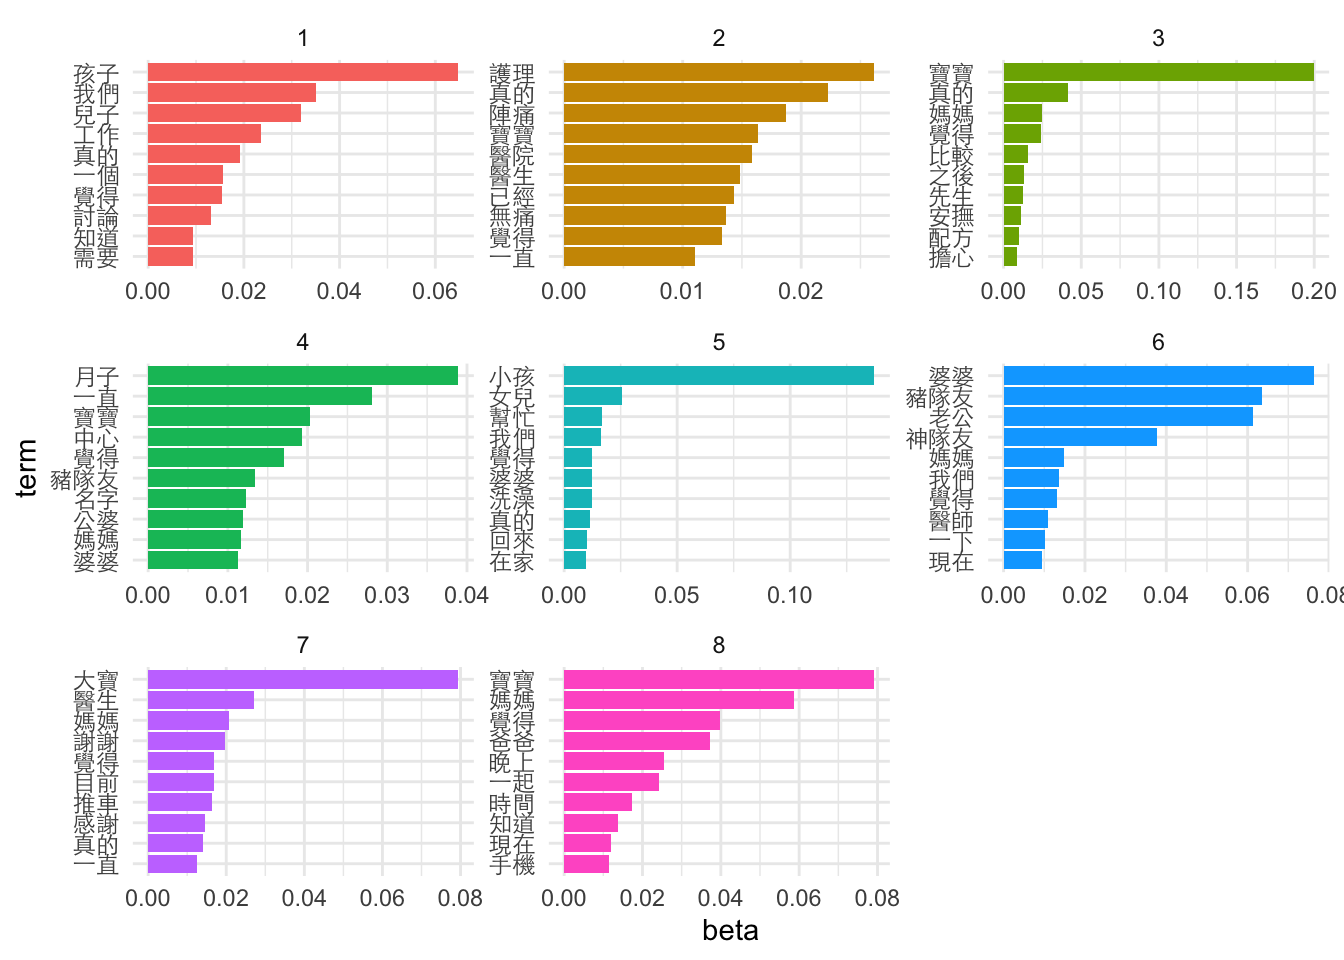 1
孩子
我們
兒子
工作
真的
一個
覺得
討論
知道
需要
0.00 0.02 0.04 0.06
2
護理
真的
陣痛
寶寶
醫院
醫生
已經
無痛
覺得
一直
0.00 0.01 0.02
3
寶寶
真的
媽媽
覺得
比較
之後
先生
安撫
配方
擔心
0.00 0.05 0.10 0.15 0.20
term
4
月子
一直
寶寶
中心
覺得
豬隊友
名字
公婆
媽媽
婆婆
0.00 0.01 0.02 0.03 0.04
5
小孩
女兒
幫忙
我們
覺得
婆婆
洗澡
真的
回來
在家
0.00 0.05 0.10
6
婆婆
豬隊友
老公
神隊友
媽媽
我們
覺得
醫師
一下
現在
0.00 0.02 0.04 0.06 0.08
7
大寶
醫生
媽媽
謝謝
覺得
目前
推車
感謝
真的
一直
0.00 0.02 0.04 0.06 0.08
8
寶寶
媽媽
覺得
爸爸
晚上
一起
時間
知道
現在
手機
0.00 0.02 0.04 0.06 0.08
beta